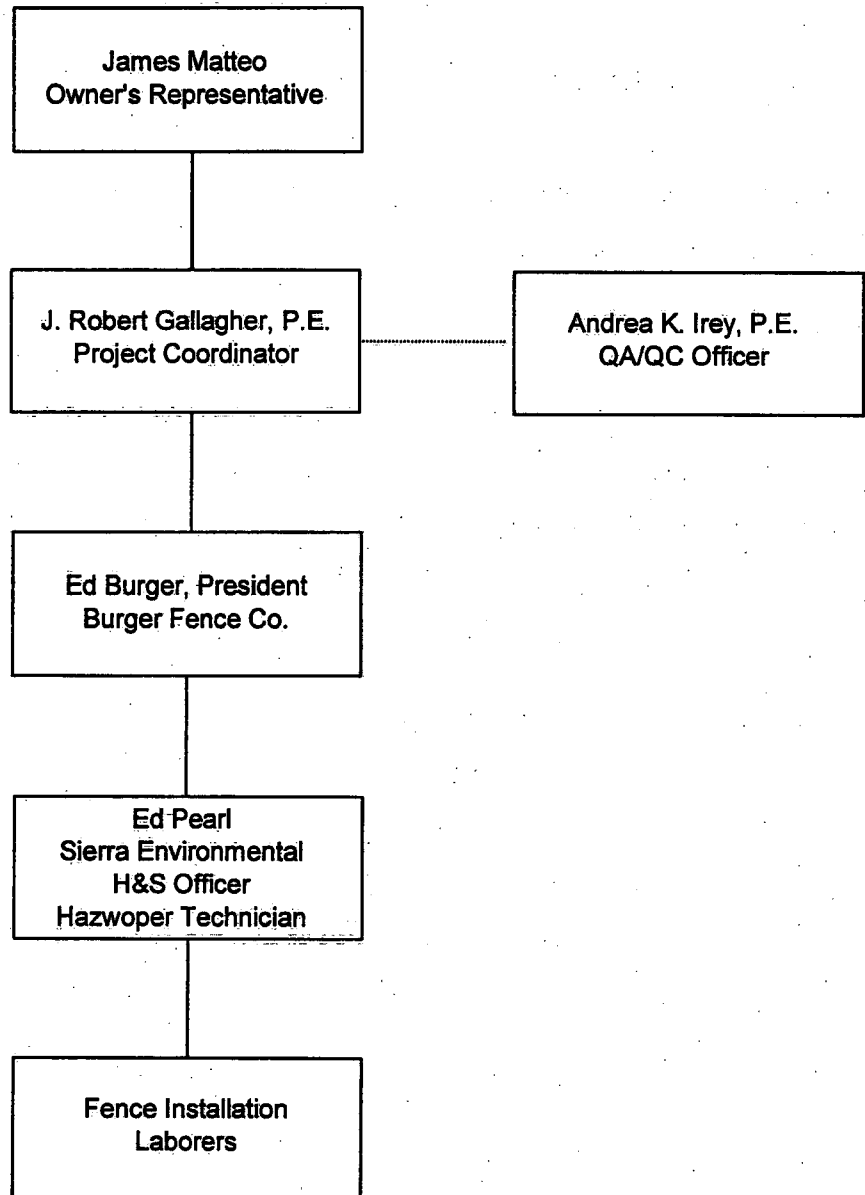 James Matteo
Owner's Representative
J. Robert Gallagher, P.E.
Project Coordinator
Andrea K. Irey, P.E.
QA/QC Officer
Ed Burger, President
Burger Fence Co.
Ed Pearl
Sierra Environmental
H&S Officer
Hazwoper Technician
Fence Installation
Laborers